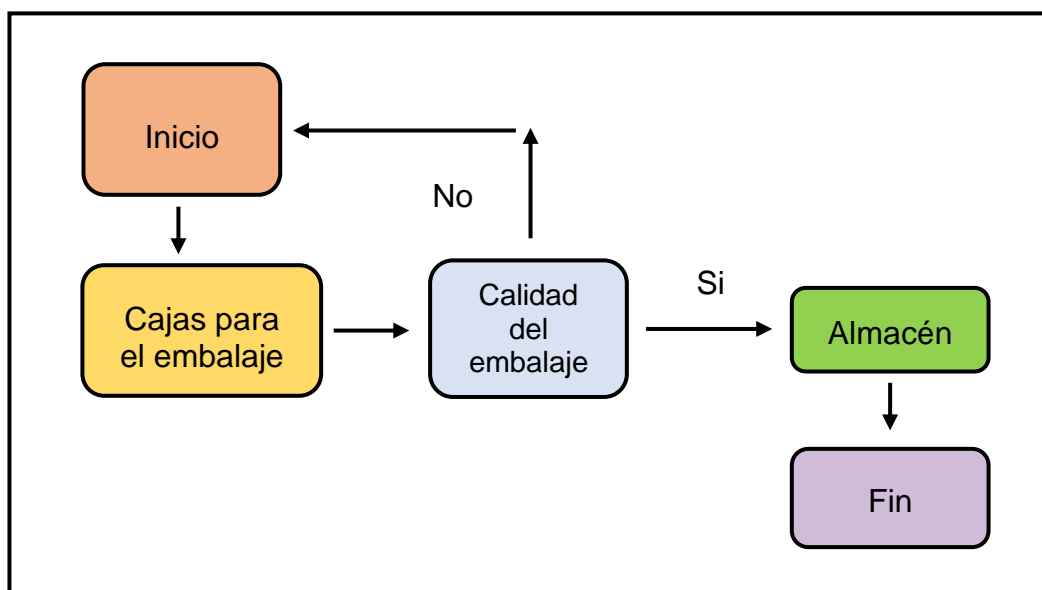 Inicio
No
Cajas para
el embalaje
Calidad
del
embalaje
Si
Almacén
Fin